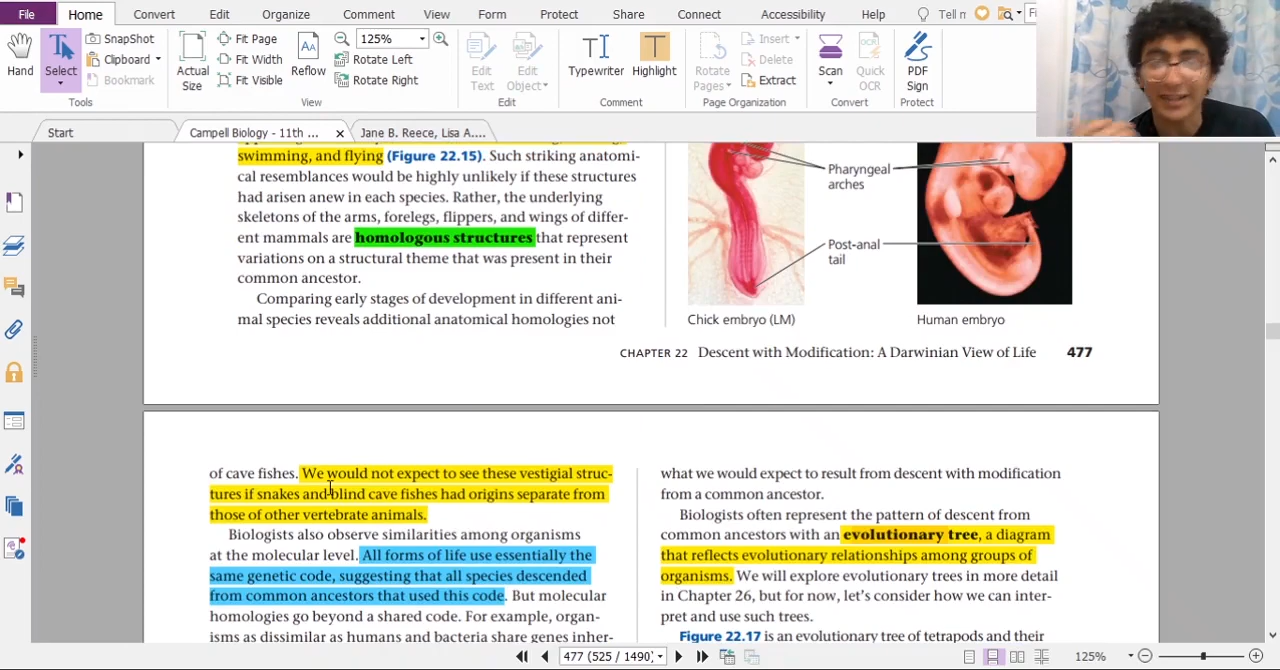 File Home Convert Edit Organize Comment View Form Protect Share Connect Accessibility Help Tell m Fi
Hand Select SnapShot Clipboard Bookmark Actual Size Fit Page Fit Width Fit Visible Reflow 125% Rotate Left Rotate Right Edit Text Edit Object Typewriter Highlight Rotate Pages Insert Delete Extract Scan Quick OCR PDF Sign
Tools View Edit Comment Page Organization Convert Protect
Start Campell Biology - 11th ... Jane B. Reece, Lisa A....
swimming, and flying (Figure 22.15). Such striking anatomi-
cal resemblances would be highly unlikely if these structures
had arisen anew in each species. Rather, the underlying
skeletons of the arms, forelegs, flippers, and wings of differ-
ent mammals are homologous structures that represent
variations on a structural theme that was present in their
common ancestor.
Comparing early stages of development in different ani-
mal species reveals additional anatomical homologies not
Pharyngeal
arches
Post-anal
tail
Chick embryo (LM) Human embryo
CHAPTER 22 Descent with Modification: A Darwinian View of Life 477
of cave fishes. We would not expect to see these vestigial struc-
tures if snakes and blind cave fishes had origins separate from
those of other vertebrate animals.
Biologists also observe similarities among organisms
at the molecular level. All forms of life use essentially the
same genetic code, suggesting that all species descended
from common ancestors that used this code. But molecular
homologies go beyond a shared code. For example, organ-
isms as dissimilar as humans and bacteria share genes inher-
what we would expect to result from descent with modification
from a common ancestor.
Biologists often represent the pattern of descent from
common ancestors with an evolutionary tree, a diagram
that reflects evolutionary relationships among groups of
organisms. We will explore evolutionary trees in more detail
in Chapter 26, but for now, let's consider how we can inter-
pret and use such trees.
Figure 22.17 is an evolutionary tree of tetrapods and their
477 (525 / 1490) 125%